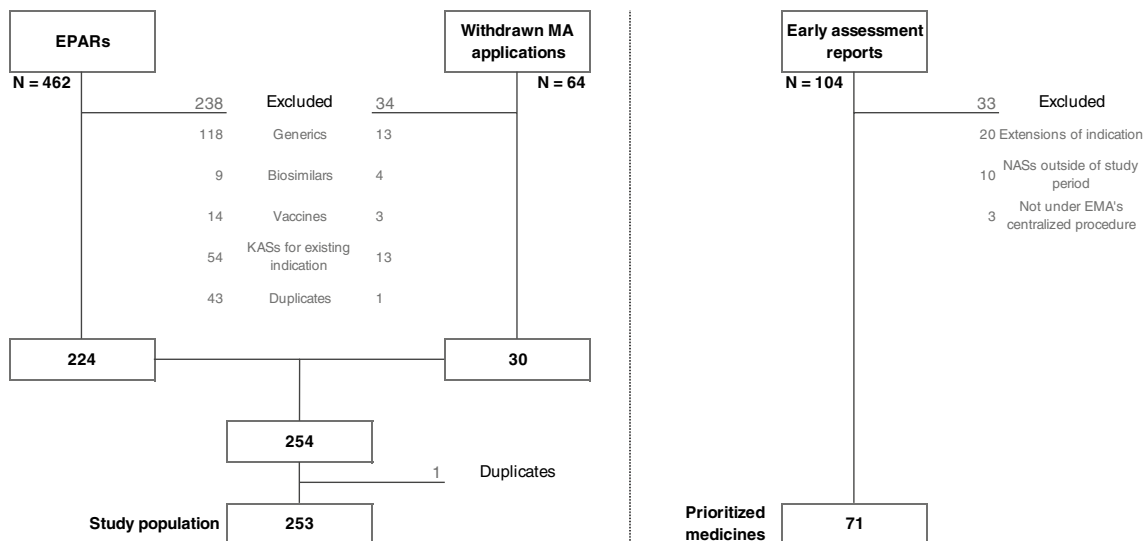 EPARs
N = 462
Withdrawn MA
applications
N = 64
238 Excluded 34
118 Generics 13
9 Biosimilars 4
14 Vaccines 3
54 KASs for existing
indication 13
43 Duplicates 1
224
30
254
1 Duplicates
Study population 253
Early assessment
reports
N = 104
33 Excluded
20 Extensions of indication
10 NASs outside of study
period
3 Not under EMA's
centralized procedure
Prioritized
medicines
71